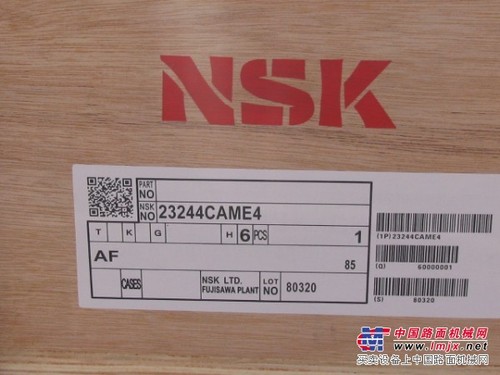 NSK
PART NO
NSK NO 23244CAME4
T K G H 6 PCS 1
AF
85
CASES NSK LTD. FUJISAWA PLANT LOT NO 80320
(1P)23244CAME4
(Q) 60000001
(S) 80320
中国路面机械网
www.lmjx.net
买卖设备上中国路面机械网